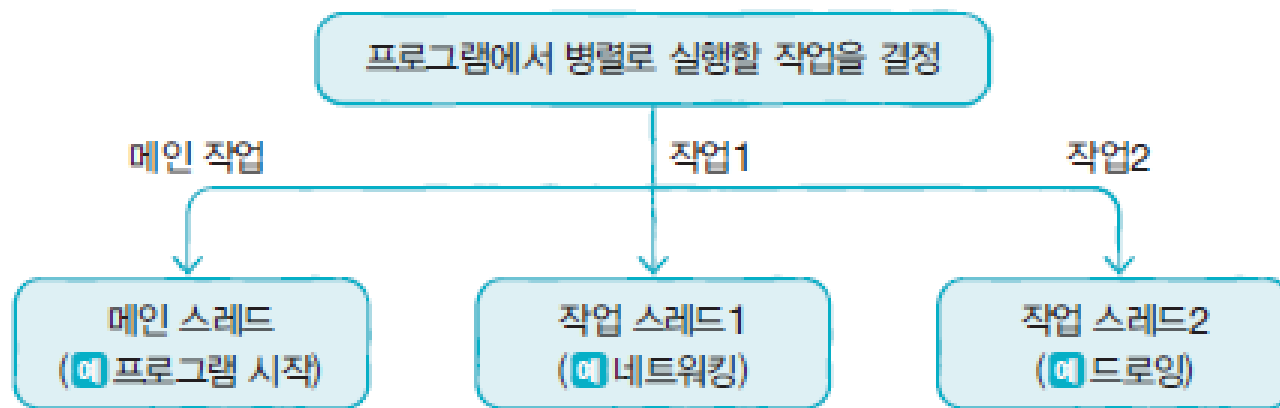 프로그램에서 병렬로 실행할 작업을 결정
메인 작업
작업1
작업2
메인 스레드
(예 프로그램 시작)
작업 스레드1
(예 네트워킹)
작업 스레드2
(예 드로잉)